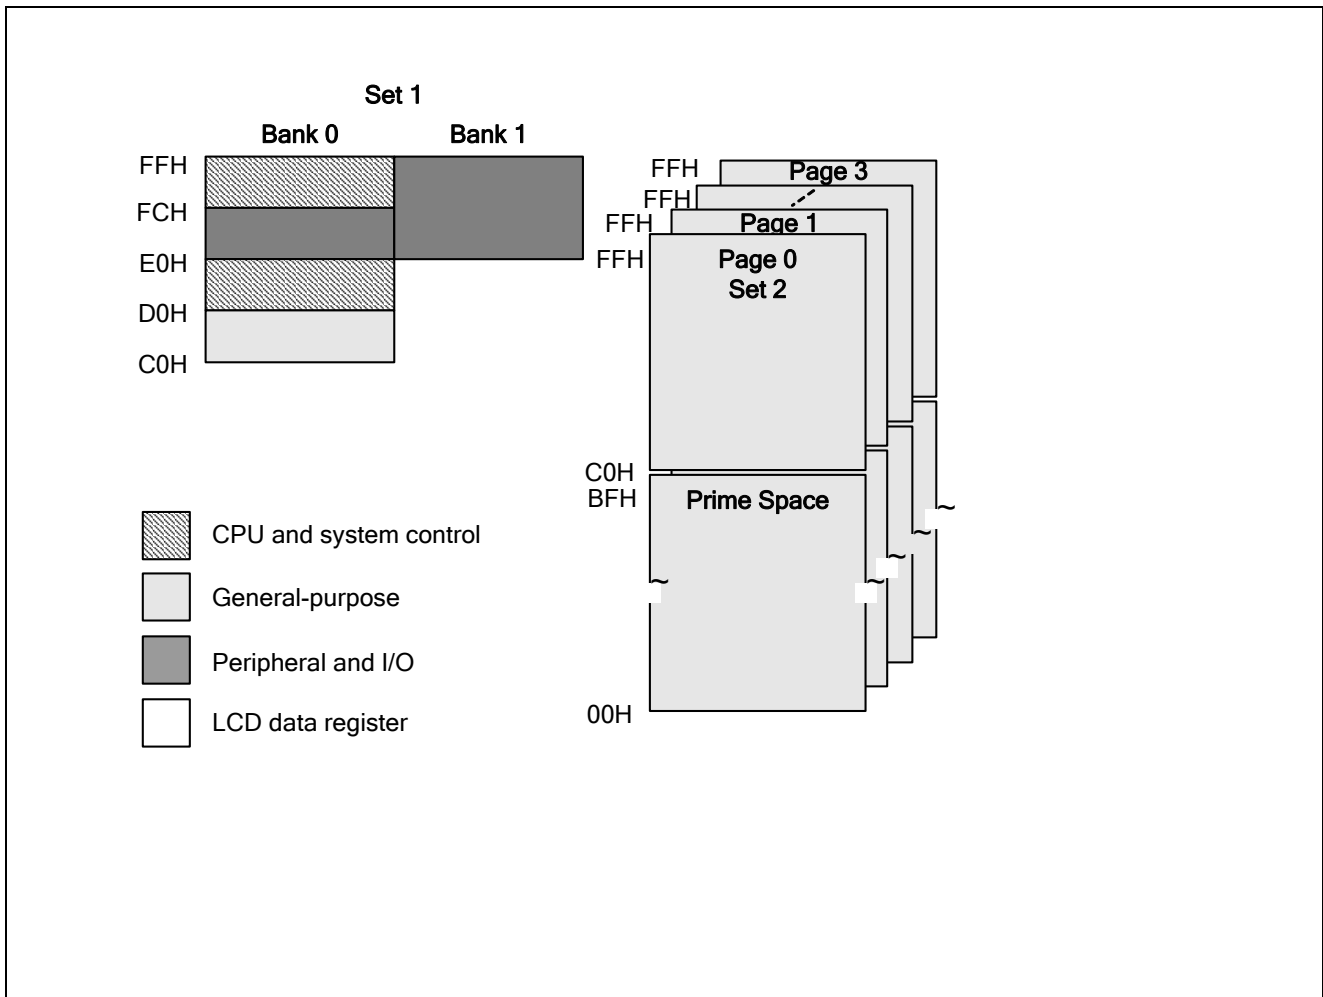 Set 1
Bank 0
Bank 1
FFH
FCH
E0H
D0H
C0H
FFH
Page 3
FFH
FFH
Page 1
FFH
Page 0
Set 2
C0H
BFH
Prime Space
~
~
~
~
~
00H
CPU and system control
General-purpose
Peripheral and I/O
LCD data register